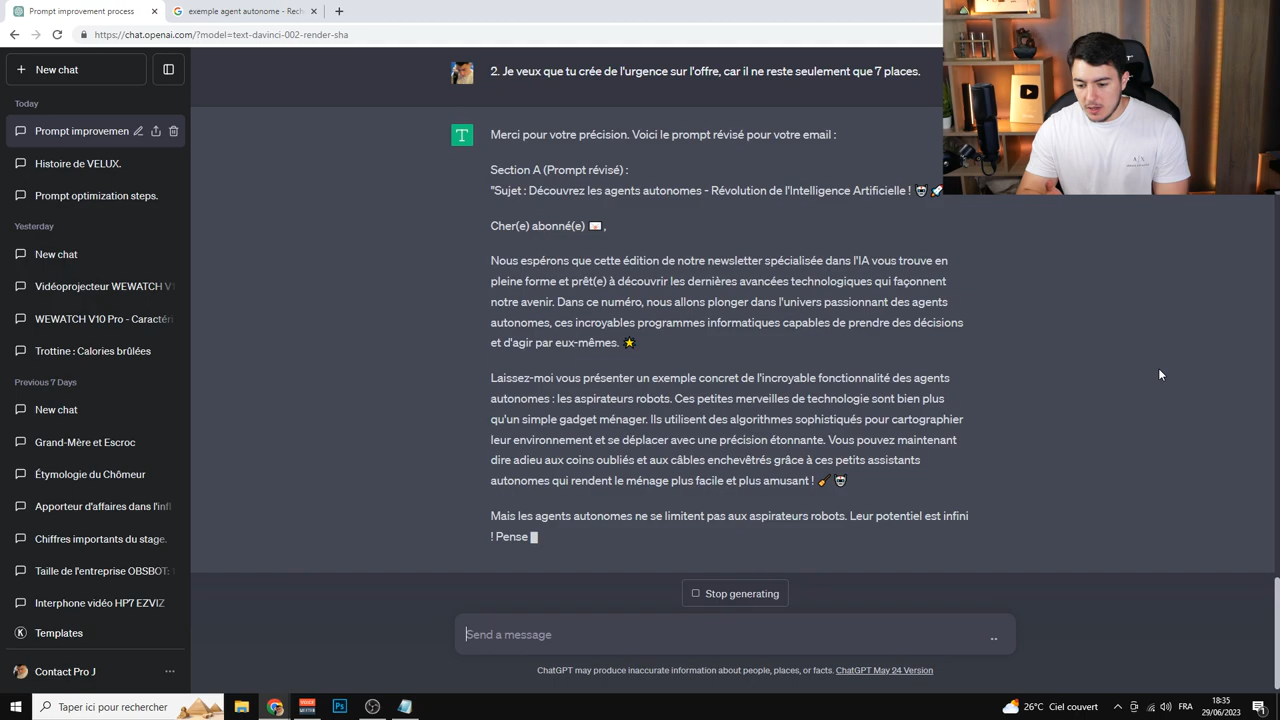 Prompt improvement process
exemple agent autonome - Rech
https://chat.openai.com/?model=text-davinci-002-render-sha
New chat
Today
Prompt improvemen
Histoire de VELUX.
Prompt optimization steps.
Yesterday
New chat
Vidéoprojecteur WEWATCH V1
WEWATCH V10 Pro - Caractéri
Trottine : Calories brûlées
Previous 7 Days
New chat
Grand-Mère et Escroc
Étymologie du Chômeur
Apporteur d'affaires dans l'infl
Chiffres importants du stage.
Taille de l'entreprise OBSBOT:
Interphone vidéo HP7 EZVIZ
Templates
Contact Pro J
2. Je veux que tu crée de l'urgence sur l'offre, car il ne reste seulement que 7 places.
T
Merci pour votre précision. Voici le prompt révisé pour votre email :
Section A (Prompt révisé) :
"Sujet : Découvrez les agents autonomes - Révolution de l'Intelligence Artificielle !
Cher(e) abonné(e) ,
Nous espérons que cette édition de notre newsletter spécialisée dans l'IA vous trouve en
pleine forme et prêt(e) à découvrir les dernières avancées technologiques qui façonnent
notre avenir. Dans ce numéro, nous allons plonger dans l'univers passionnant des agents
autonomes, ces incroyables programmes informatiques capables de prendre des décisions
et d'agir par eux-mêmes.
Laissez-moi vous présenter un exemple concret de l'incroyable fonctionnalité des agents
autonomes : les aspirateurs robots. Ces petites merveilles de technologie sont bien plus
qu'un simple gadget ménager. Ils utilisent des algorithmes sophistiqués pour cartographier
leur environnement et se déplacer avec une précision étonnante. Vous pouvez maintenant
dire adieu aux coins oubliés et aux câbles enchevêtrés grâce à ces petits assistants
autonomes qui rendent le ménage plus facile et plus amusant !
Mais les agents autonomes ne se limitent pas aux aspirateurs robots. Leur potentiel est infini
! Pense
Stop generating
Send a message
ChatGPT may produce inaccurate information about people, places, or facts. ChatGPT May 24 Version
Taper ici pour rechercher
Ps
26°C Ciel couvert
FRA
18:35
29/06/2023